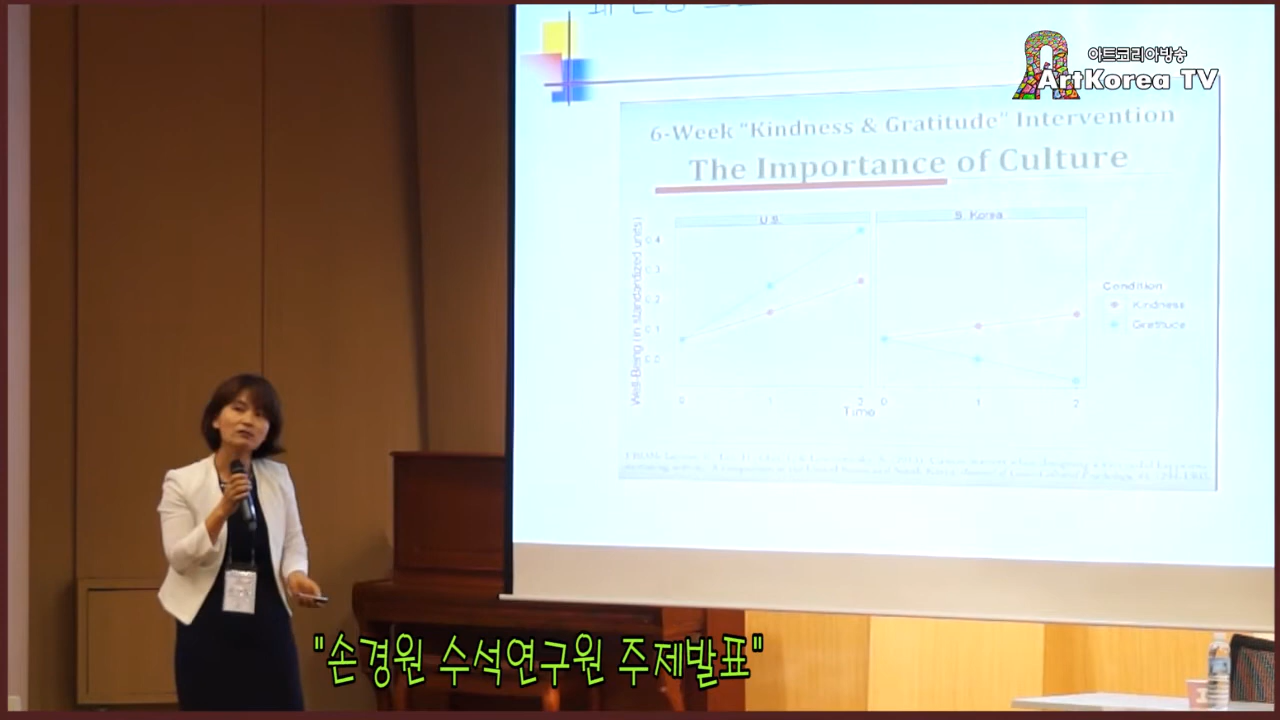 아트코리아방송
ArtKorea TV
6-Week "Kindness & Gratitude" Intervention
The Importance of Culture
U.S.
S. Korea
Well-Being (in standardized units)
0.4
0.3
0.2
0.1
Condition
Kindness
Gratitude
0
1
2
0
1
2
Time
"손경원 수석연구원 주제발표"